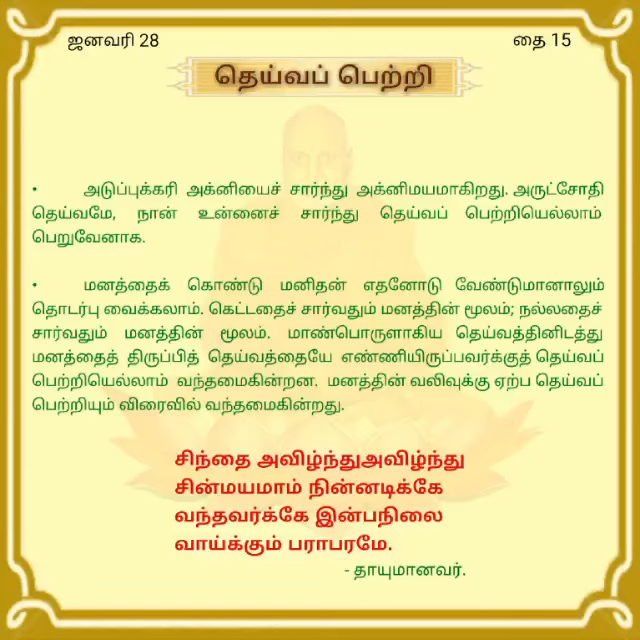 ஜனவரி 28
தை 15
தெய்வப் பெற்றி
• அடுப்புக்கரி அக்னியைச் சார்ந்து அக்னிமயமாகிறது. அருட்சோதி
தெய்வமே, நான் உன்னைச் சார்ந்து தெய்வப் பெற்றியெல்லாம்
பெறுவேனாக.
• மனத்தைக் கொண்டு மனிதன் எதனோடு வேண்டுமானாலும்
தொடர்பு வைக்கலாம். கெட்டதைச் சார்வதும் மனத்தின் மூலம்; நல்லதைச்
சார்வதும் மனத்தின் மூலம். மாண்பொருளாகிய தெய்வத்தினிடத்து
மனத்தைத் திருப்பித் தெய்வத்தையே எண்ணியிருப்பவர்க்குத் தெய்வப்
பெற்றியெல்லாம் வந்தமைகின்றன. மனத்தின் வலிவுக்கு ஏற்ப தெய்வப்
பெற்றியும் விரைவில் வந்தமைகின்றது.
சிந்தை அவிழ்ந்துஅவிழ்ந்து
சின்மயமாம் நின்னடிக்கே
வந்தவர்க்கே இன்பநிலை
வாய்க்கும் பராபரமே.
- தாயுமானவர்.